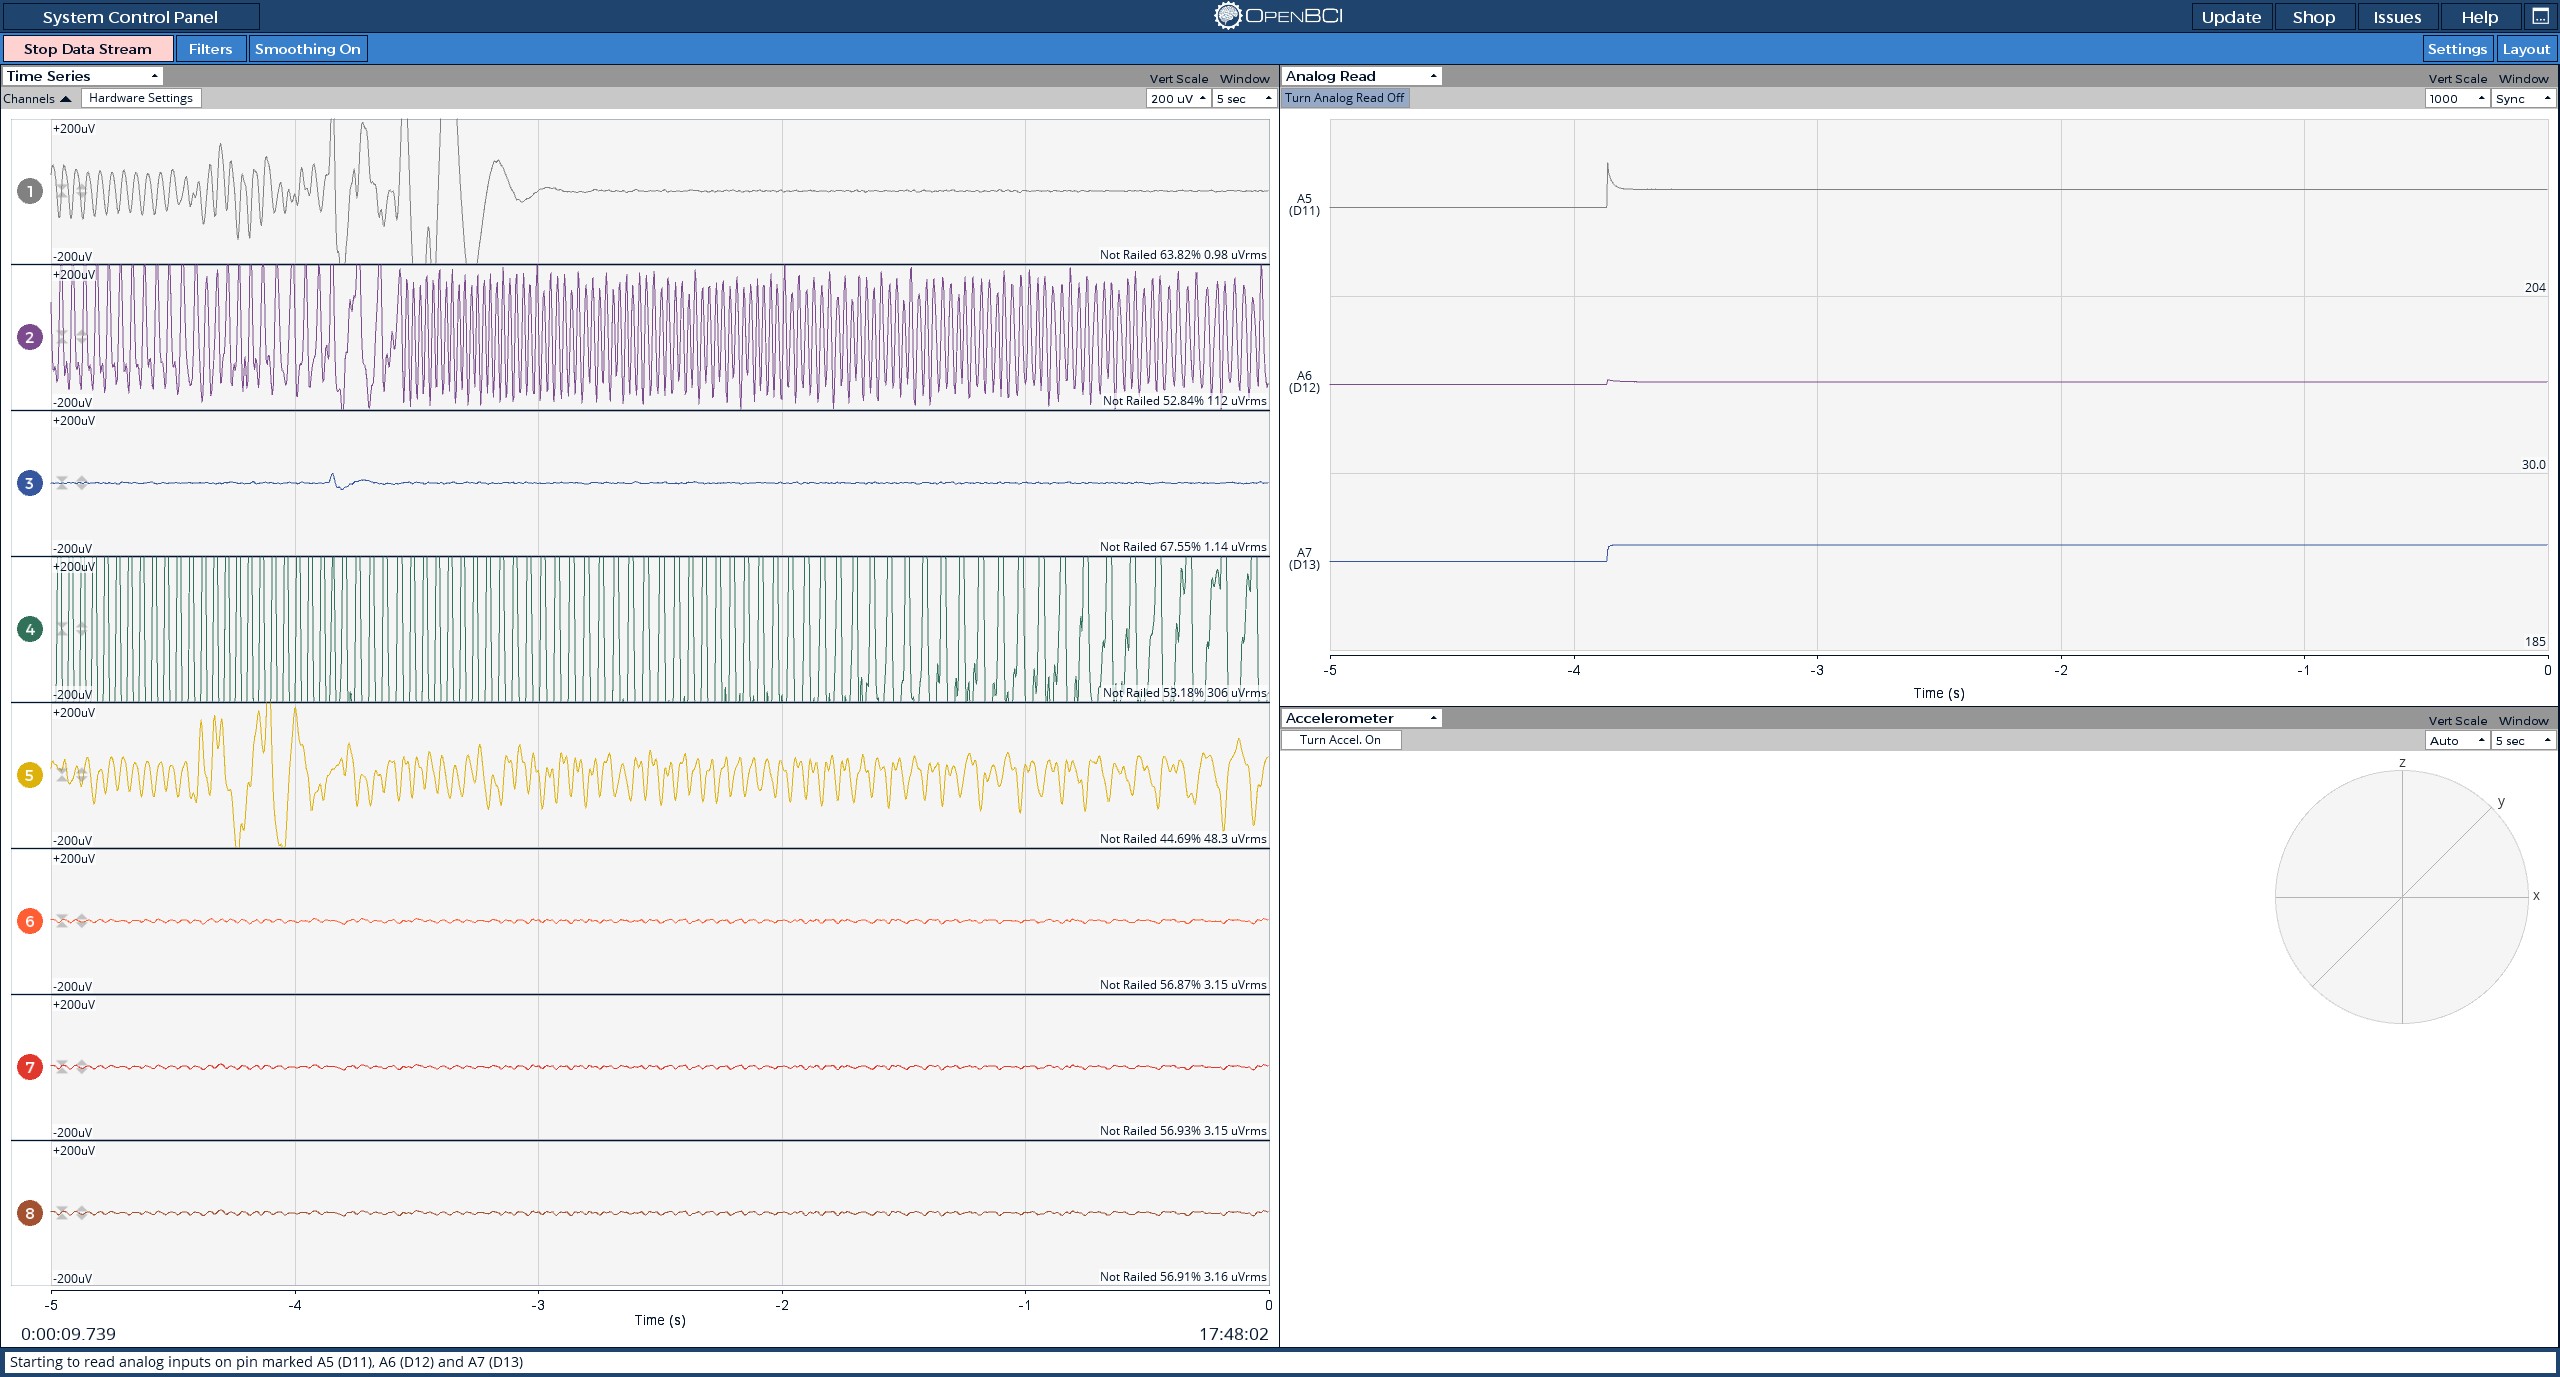 System Control Panel
OPENBCI
Update Shop Issues Help
Stop Data Stream Filters Smoothing On
Settings Layout
Time Series
Vert Scale Window
Channels Hardware Settings
200 uV 5 sec
1
+200uV
-200uV
Not Railed 63.82% 0.98 uVrms
2
+200uV
-200uV
Not Railed 52.84% 112 uVrms
3
+200uV
-200uV
Not Railed 67.55% 1.14 uVrms
4
+200uV
-200uV
Not Railed 53.18% 306 uVrms
5
+200uV
-200uV
Not Railed 44.69% 48.3 uVrms
6
+200uV
-200uV
Not Railed 56.87% 3.15 uVrms
7
+200uV
-200uV
Not Railed 56.93% 3.15 uVrms
8
+200uV
-200uV
Not Railed 56.91% 3.16 uVrms
-5 -4 -3 -2 -1 0
Time (s)
0:00:09.739
17:48:02
Analog Read
Vert Scale Window
Turn Analog Read Off
1000 Sync
A5
(D11)
204
A6
(D12)
30.0
A7
(D13)
185
-5 -4 -3 -2 -1 0
Time (s)
Accelerometer
Vert Scale Window
Turn Accel. On
Auto 5 sec
z
y
x
Starting to read analog inputs on pin marked A5 (D11), A6 (D12) and A7 (D13)